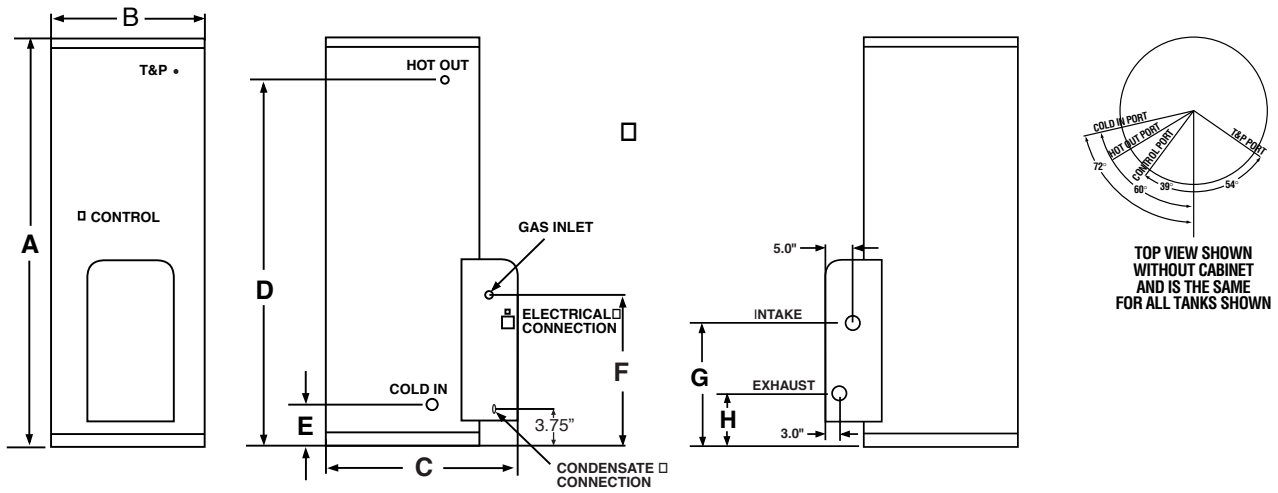 B
T&P
A
CONTROL
HOT OUT
D
GAS INLET
ELECTRICAL
CONNECTION
F
COLD IN
E
3.75”
C
CONDENSATE
CONNECTION
5.0"
INTAKE
G
EXHAUST
H
3.0"
COLD IN PORT
HOT OUT PORT
CONTROL PORT
T&P PORT
72°
60°
39°
54°
TOP VIEW SHOWN
WITHOUT CABINET
AND IS THE SAME
FOR ALL TANKS SHOWN